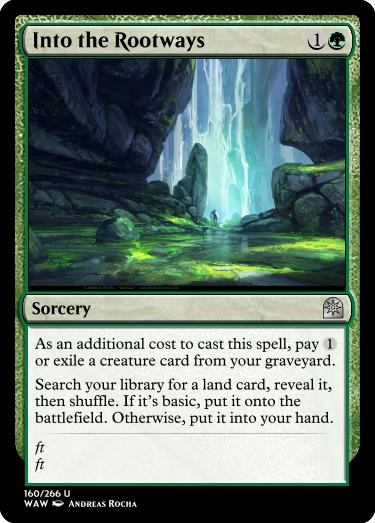 Into the Rootways 1
Sorcery
As an additional cost to cast this spell, pay 1
or exile a creature card from your graveyard.
Search your library for a land card, reveal it,
then shuffle. If it's basic, put it onto the
battlefield. Otherwise, put it into your hand.
ft
ft
160/266 U
WAW Andreas Rocha